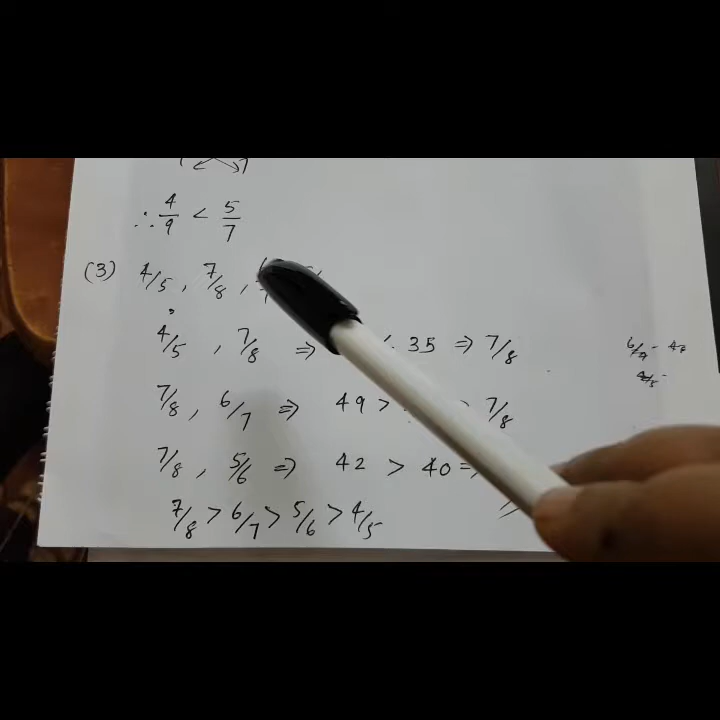 ∴ 4/9 < 5/7
(3) 4/5, 7/8,
4/5, 7/8 ⇒ < 35 ⇒ 7/8
7/8, 6/7 ⇒ 49 > ⇒ 7/8
7/8, 5/6 ⇒ 42 > 40 ⇒
7/8 > 6/7 > 5/6 > 4/5